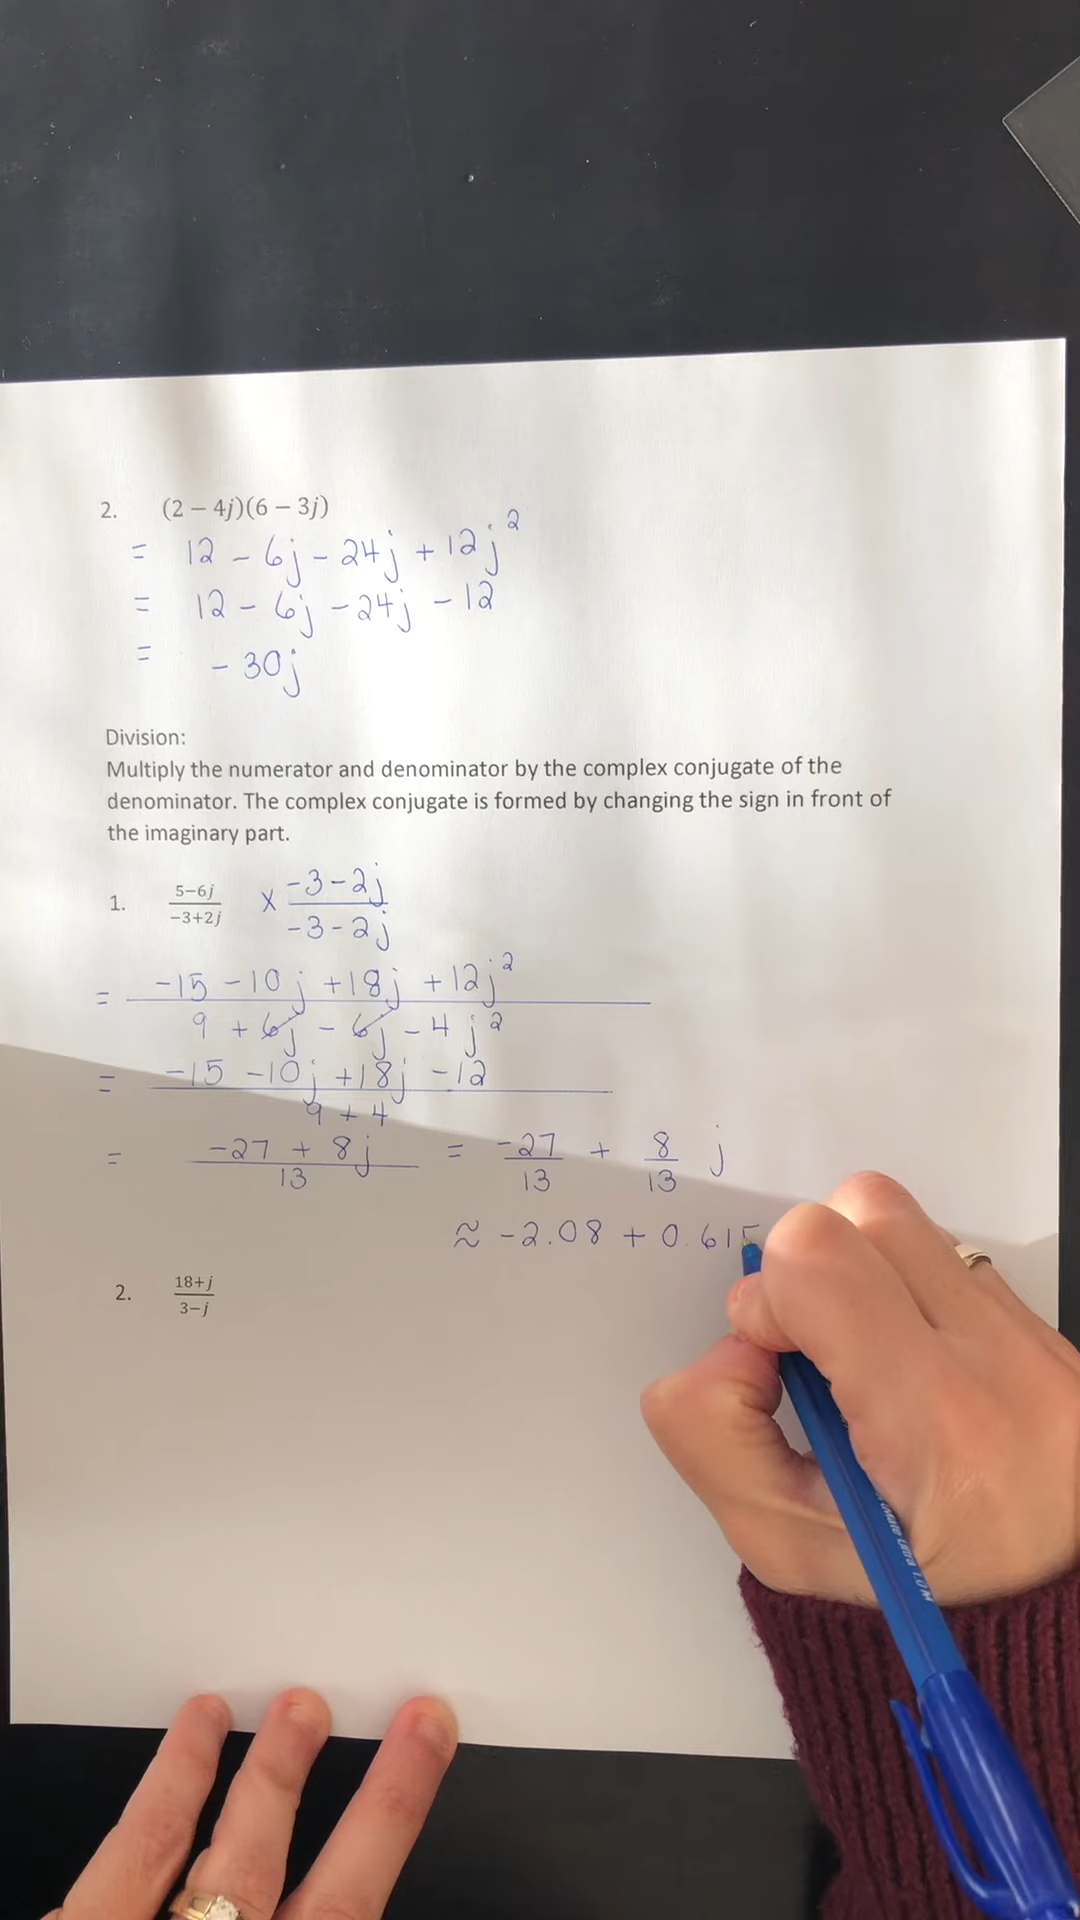 2. (2 – 4j)(6 – 3j)
= 12 - 6j - 24j + 12j²
= 12 - 6j - 24j - 12
= - 30j
Division:
Multiply the numerator and denominator by the complex conjugate of the
denominator. The complex conjugate is formed by changing the sign in front of
the imaginary part.
1. 5−6j / −3+2j × -3-2j / -3-2j
= -15 -10j +18j +12j² / 9 + 6j - 6j - 4j²
= -15 -10j +18j -12 / 9 + 4
= -27 + 8j / 13 = -27/13 + 8/13 j
≈ -2.08 + 0.615
2. 18+j / 3−j